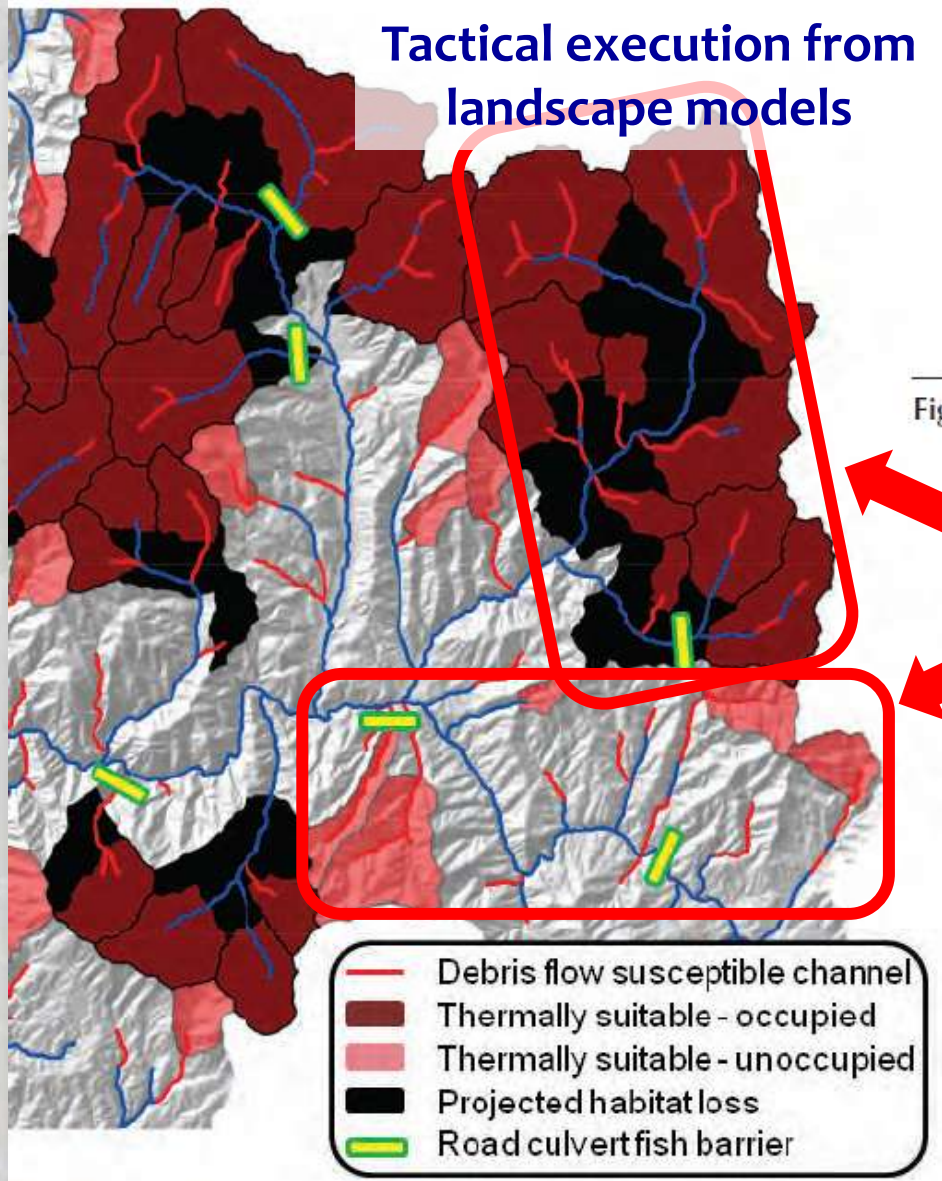 Tactical execution from
landscape models
Fig
Debris flow susceptible channel
Thermally suitable - occupied
Thermally suitable - unoccupied
Projected habitat loss
Road culvert fish barrier